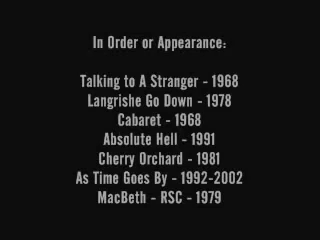 In Order or Appearance:
Talking to A Stranger - 1968
Langrishe Go Down - 1978
Cabaret - 1968
Absolute Hell - 1991
Cherry Orchard - 1981
As Time Goes By - 1992-2002
MacBeth - RSC - 1979